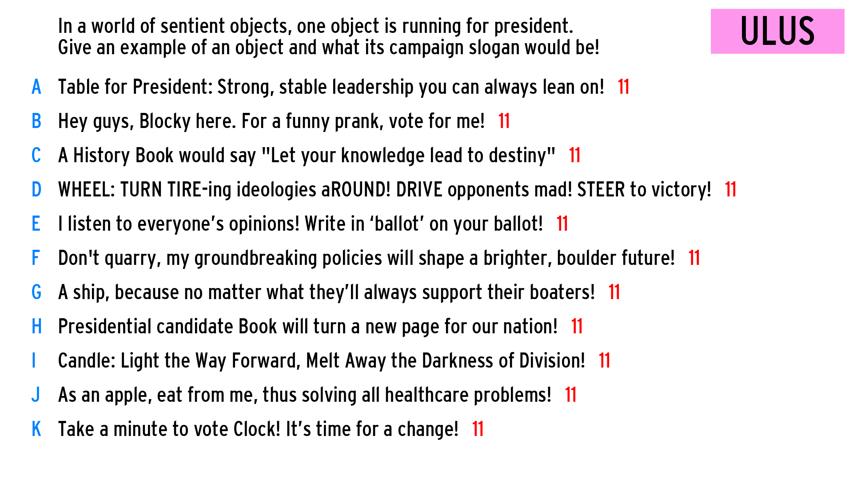 In a world of sentient objects, one object is running for president.
Give an example of an object and what its campaign slogan would be!
ULUS
A Table for President: Strong, stable leadership you can always lean on! 11
B Hey guys, Blocky here. For a funny prank, vote for me! 11
C A History Book would say "Let your knowledge lead to destiny" 11
D WHEEL: TURN TIRE-ing ideologies aROUND! DRIVE opponents mad! STEER to victory! 11
E I listen to everyone’s opinions! Write in ‘ballot’ on your ballot! 11
F Don't quarry, my groundbreaking policies will shape a brighter, boulder future! 11
G A ship, because no matter what they’ll always support their boaters! 11
H Presidential candidate Book will turn a new page for our nation! 11
I Candle: Light the Way Forward, Melt Away the Darkness of Division! 11
J As an apple, eat from me, thus solving all healthcare problems! 11
K Take a minute to vote Clock! It’s time for a change! 11